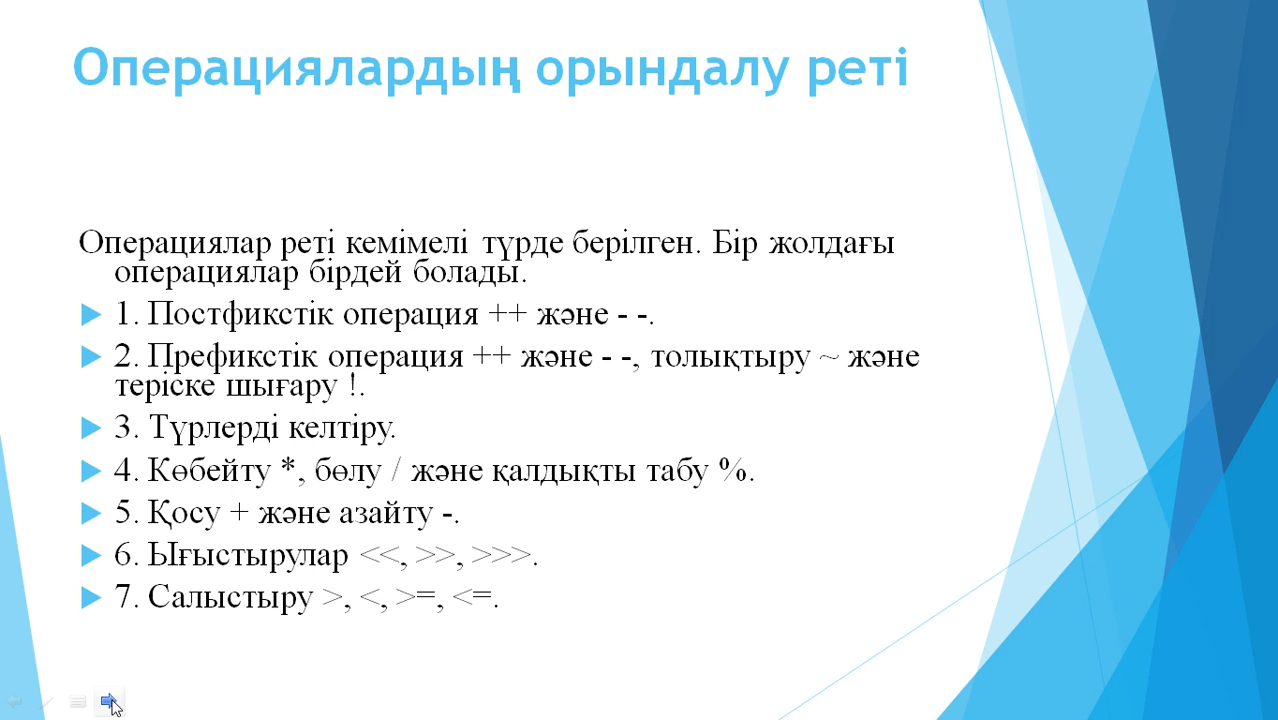 Операциялардың орындалу реті
Операциялар реті кемімелі түрде берілген. Бір жолдағы
операциялар бірдей болады.
1. Постфикстік операция ++ және - -.
2. Префикстік операция ++ және - -, толықтыру ~ және
теріске шығару !.
3. Түрлерді келтіру.
4. Көбейту *, бөлу / және қалдықты табу %.
5. Қосу + және азайту -.
6. Ығыстырулар <<, >>, >>>.
7. Салыстыру >, <, >=, <=.